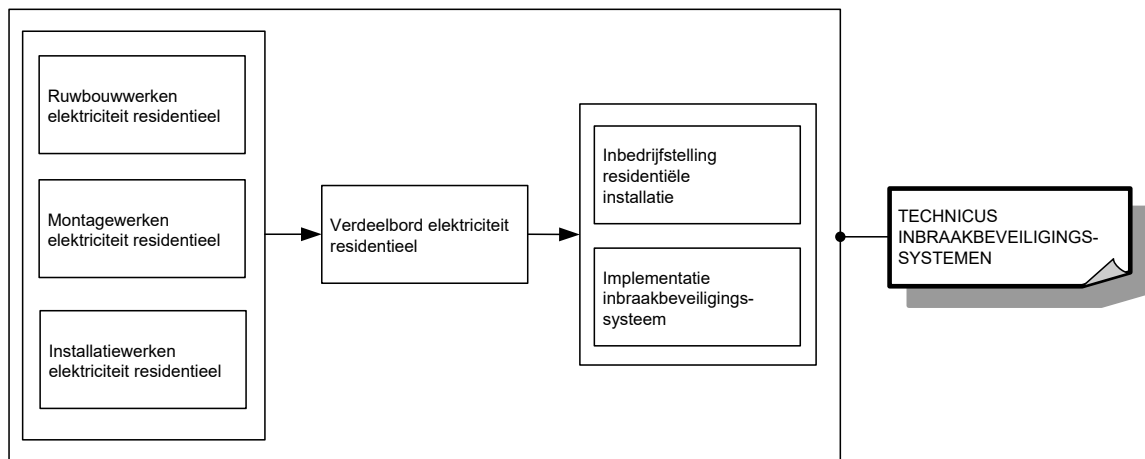 Ruwbouwwerken
elektriciteit residentieel
Montagewerken
elektriciteit residentieel
Installatiewerken
elektriciteit residentieel
Verdeelbord elektriciteit
residentieel
Inbedrijfstelling
residentiële
installatie
Implementatie
inbraakbeveiligings-
systeem
TECHNICUS
INBRAAKBEVEILIGINGS-
SYSTEMEN